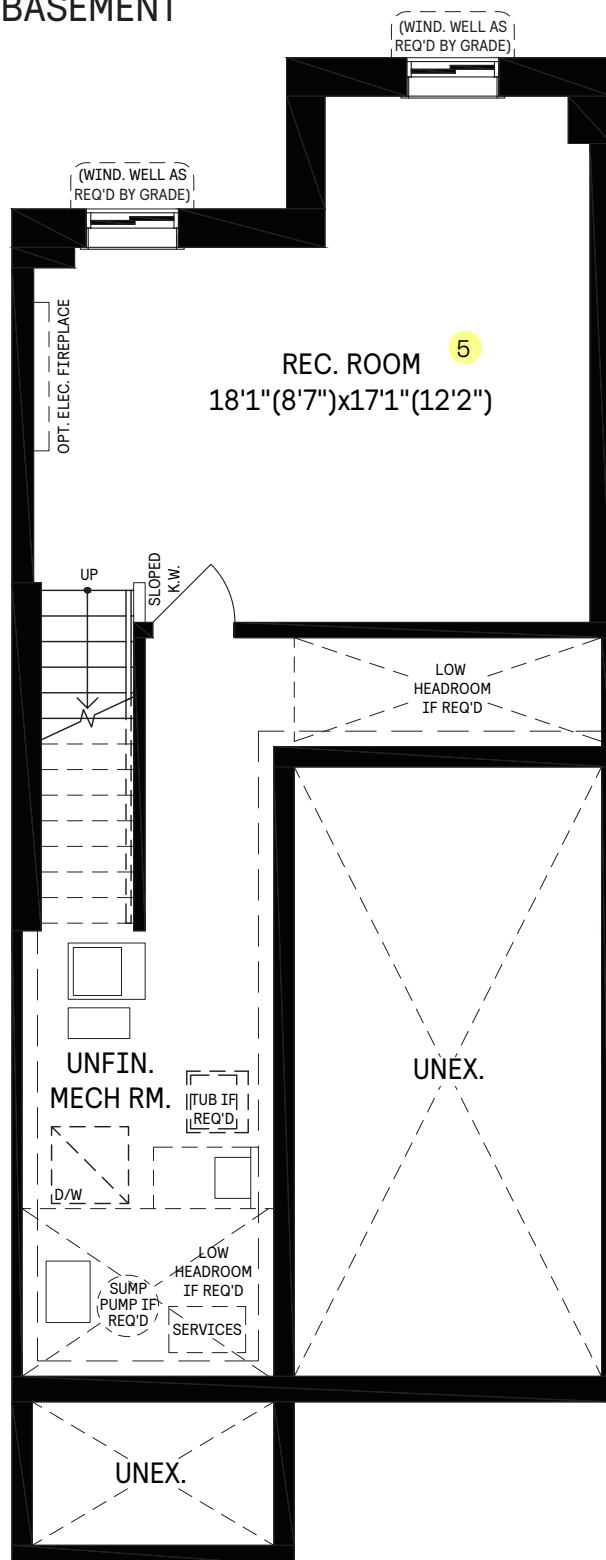 BASEMENT
(WIND. WELL AS
REQ'D BY GRADE)
(WIND. WELL AS
REQ'D BY GRADE)
OPT. ELEC. FIREPLACE
5
REC. ROOM
18'1"(8'7")x17'1"(12'2")
UP
SLOPED
K.W.
LOW
HEADROOM
IF REQ'D
UNFIN.
MECH RM.
UNEX.
TUB IF
REQ'D
D/W
LOW
HEADROOM
IF REQ'D
SUMP
PUMP IF
REQ'D
SERVICES
UNEX.